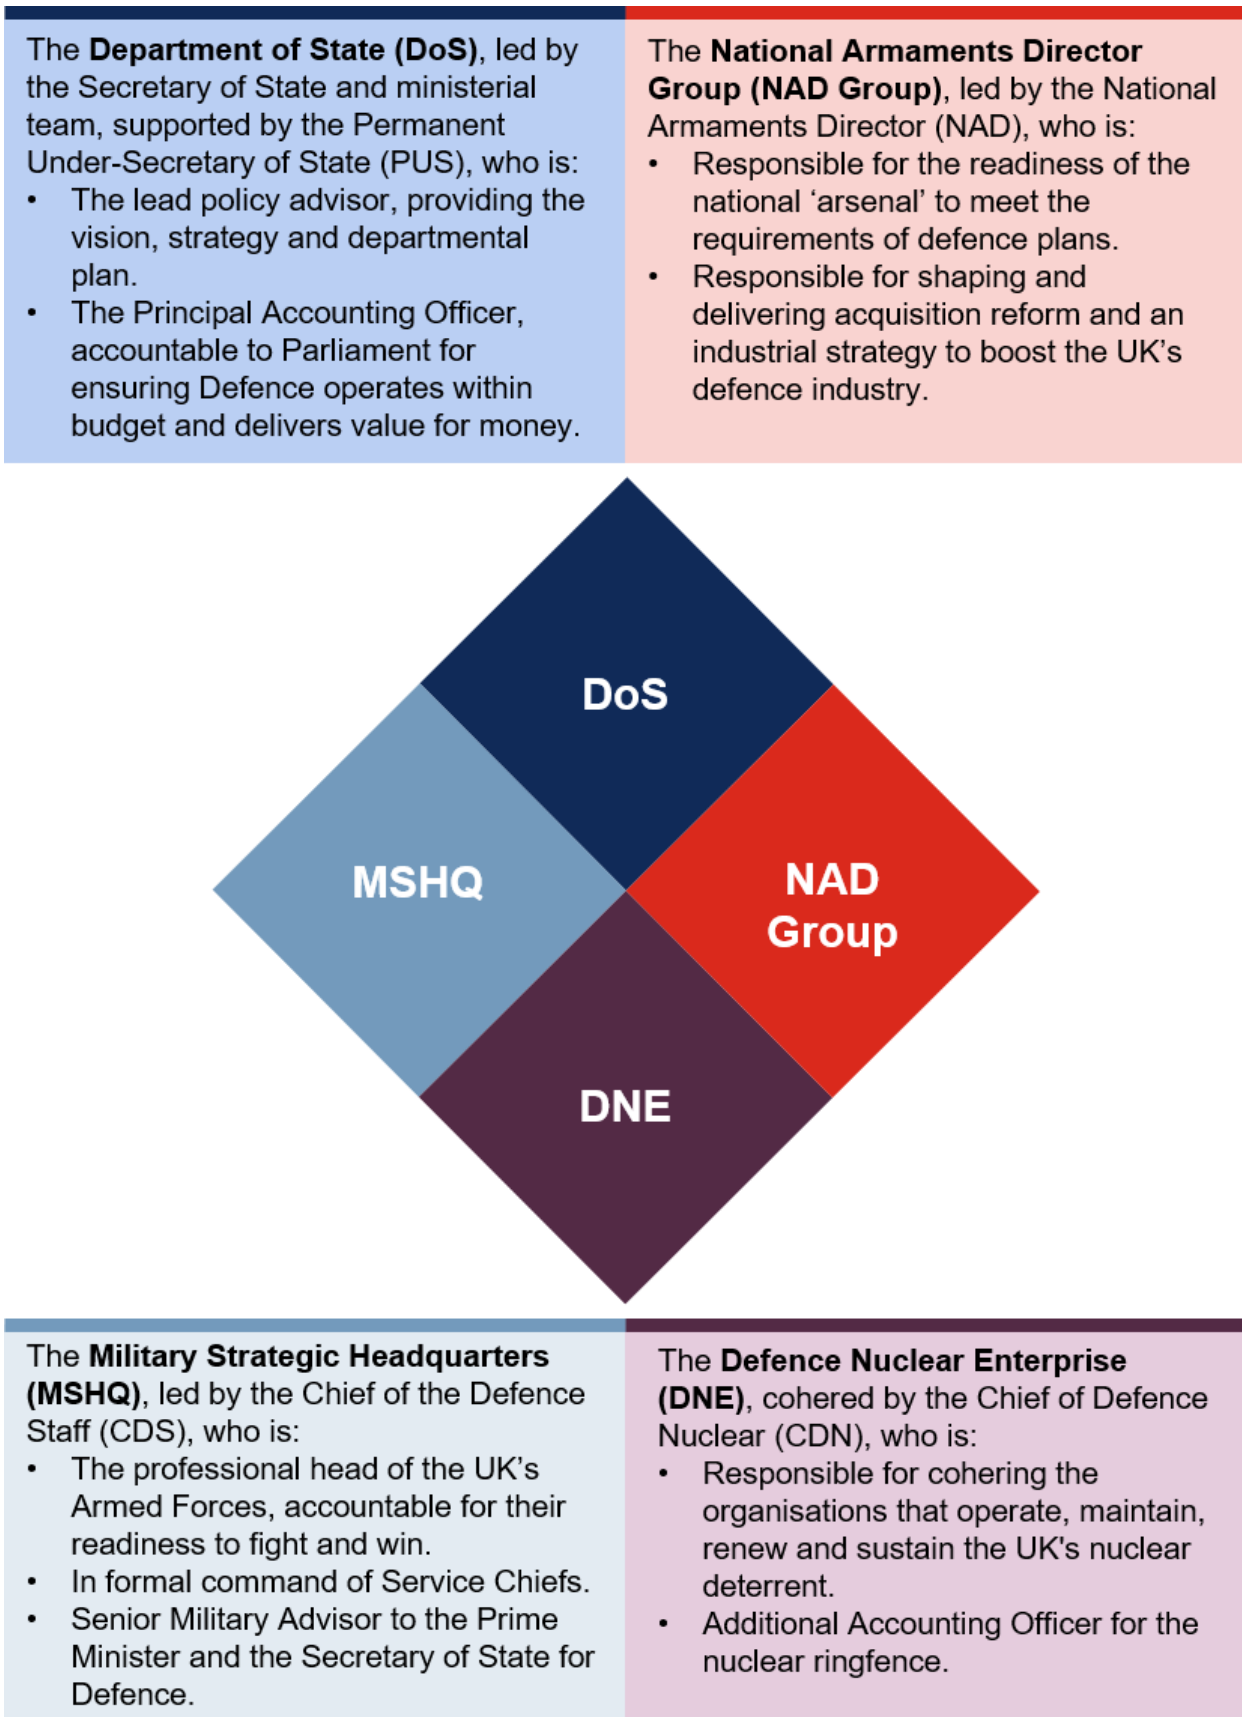 The Department of State (DoS), led by
the Secretary of State and ministerial
team, supported by the Permanent
Under-Secretary of State (PUS), who is:
• The lead policy advisor, providing the
vision, strategy and departmental
plan.
• The Principal Accounting Officer,
accountable to Parliament for
ensuring Defence operates within
budget and delivers value for money.
The National Armaments Director
Group (NAD Group), led by the National
Armaments Director (NAD), who is:
• Responsible for the readiness of the
national ‘arsenal’ to meet the
requirements of defence plans.
• Responsible for shaping and
delivering acquisition reform and an
industrial strategy to boost the UK’s
defence industry.
DoS
MSHQ
NAD
Group
DNE
The Military Strategic Headquarters
(MSHQ), led by the Chief of the Defence
Staff (CDS), who is:
• The professional head of the UK’s
Armed Forces, accountable for their
readiness to fight and win.
• In formal command of Service Chiefs.
• Senior Military Advisor to the Prime
Minister and the Secretary of State for
Defence.
The Defence Nuclear Enterprise
(DNE), cohered by the Chief of Defence
Nuclear (CDN), who is:
• Responsible for cohering the
organisations that operate, maintain,
renew and sustain the UK's nuclear
deterrent.
• Additional Accounting Officer for the
nuclear ringfence.